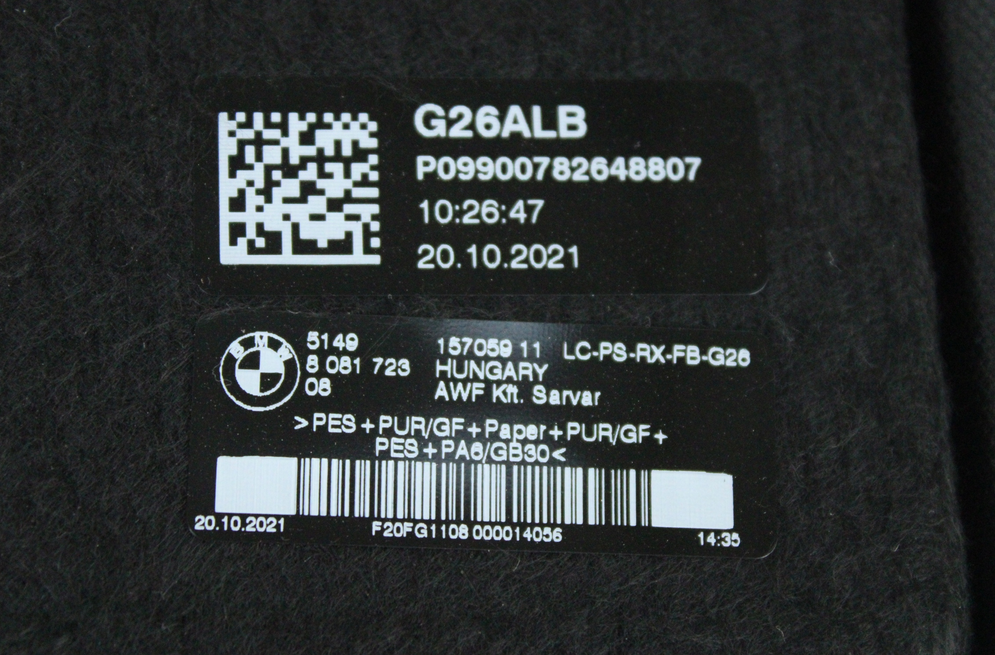 G26ALB
P09900782648807
10:26:47
20.10.2021
BMW
5149
8 081 723
08
157059 11 LC-PS-RX-FB-G26
HUNGARY
AWF Kft. Sarvar
>PES+PUR/GF+Paper+PUR/GF+
PES+PA6/GB30<
20.10.2021 F20FG1108 000014056 14:35